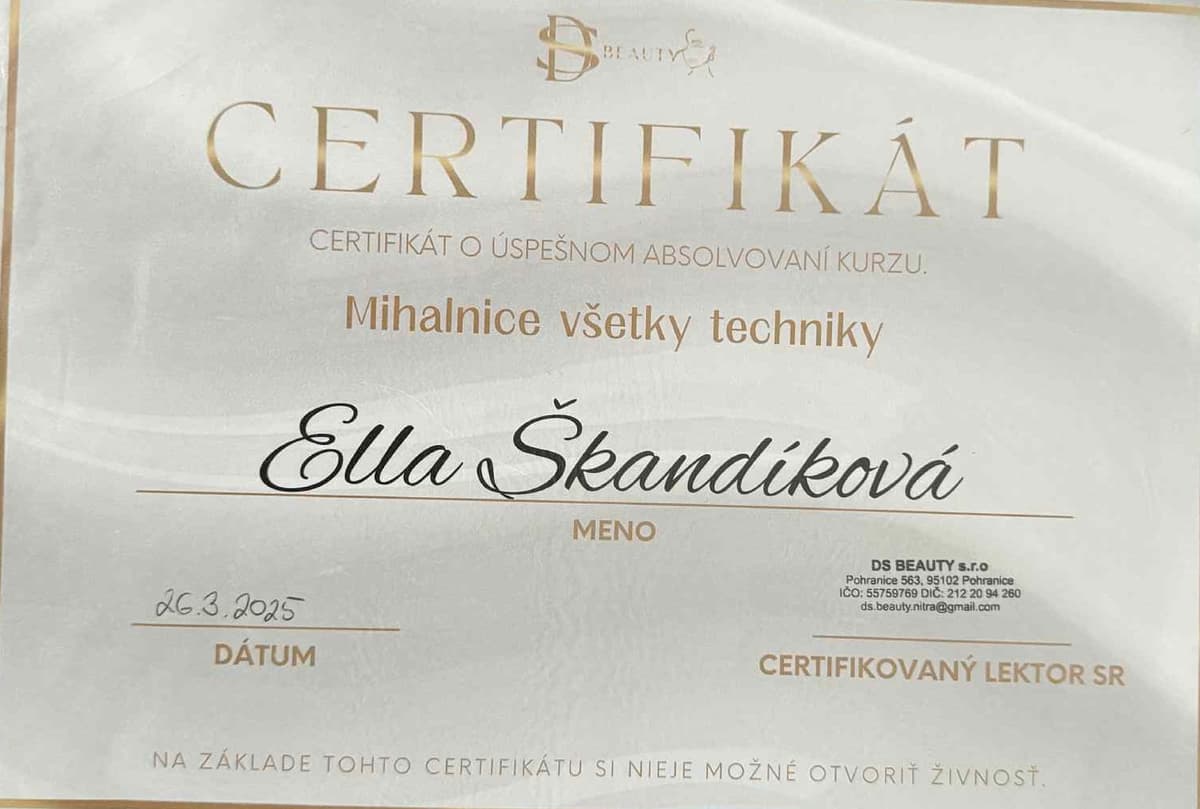 DS BEAUTY
CERTIFIKÁT
CERTIFIKÁT O ÚSPEŠNOM ABSOLVOVANÍ KURZU.
Mihalnice všetky techniky
Ella Škandíková
MENO
DS BEAUTY s.r.o
Pohranice 563, 95102 Pohranice
IČO: 55759769 DIČ: 212 20 94 260
ds.beauty.nitra@gmail.com
26.3.2025
DÁTUM
CERTIFIKOVANÝ LEKTOR SR
NA ZÁKLADE TOHTO CERTIFIKÁTU SI NIEJE MOŽNÉ OTVORIŤ ŽIVNOSŤ.